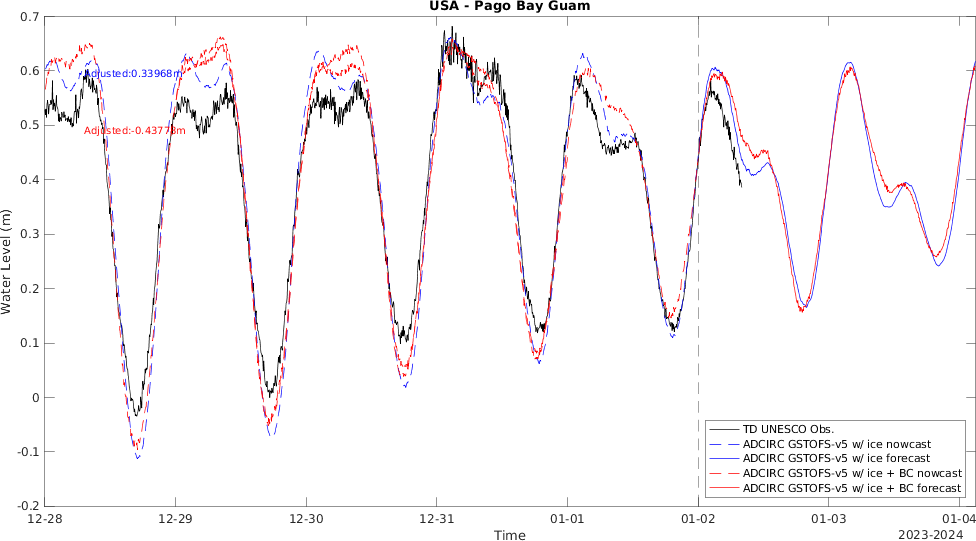 USA - Pago Bay Guam
0.7
0.6
0.5
0.4
0.3
0.2
0.1
0
-0.1
-0.2
Water Level (m)
Adjusted:0.33968m
Adjusted:-0.43773m
12-28
12-29
12-30
12-31
01-01
01-02
01-03
01-04
Time
2023-2024
TD UNESCO Obs.
ADCIRC GSTOFS-v5 w/ ice nowcast
ADCIRC GSTOFS-v5 w/ ice forecast
ADCIRC GSTOFS-v5 w/ ice + BC nowcast
ADCIRC GSTOFS-v5 w/ ice + BC forecast